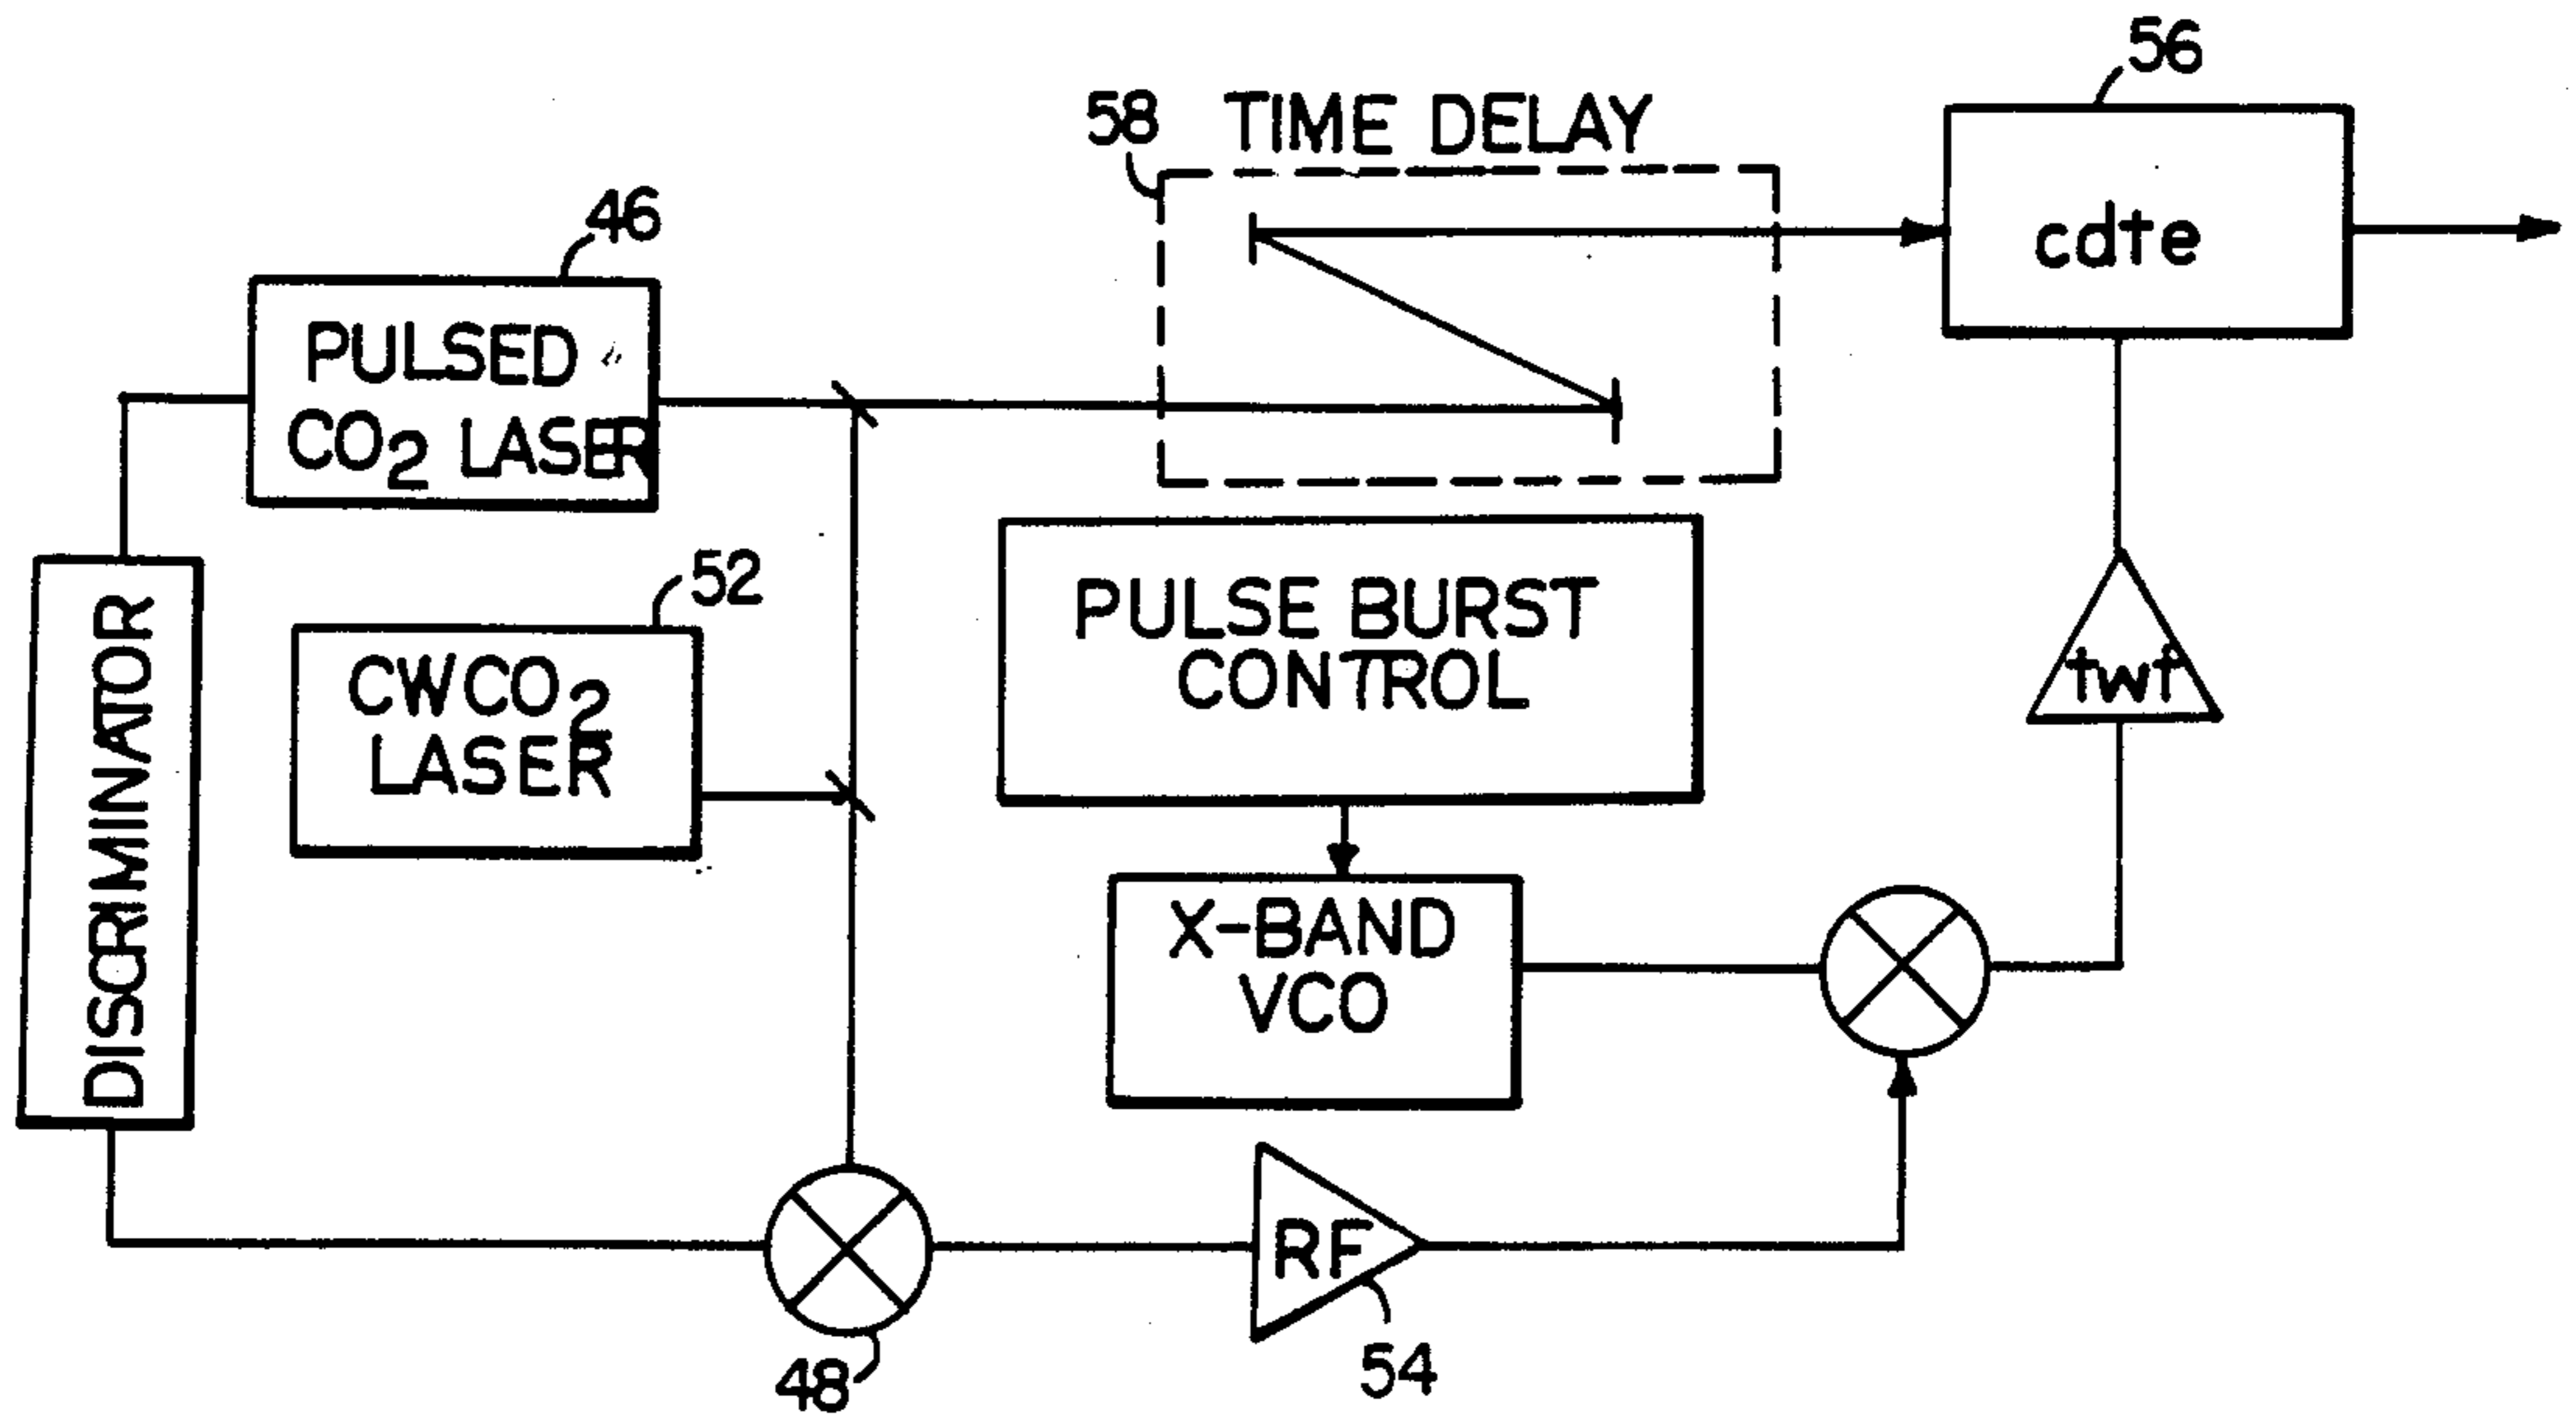 56
58 TIME DELAY
46
cdte
PULSED
CO2 LASER
52
CWCO2
LASER
PULSE BURST
CONTROL
twt
DISCRIMINATOR
X-BAND
VCO
RF
48
54